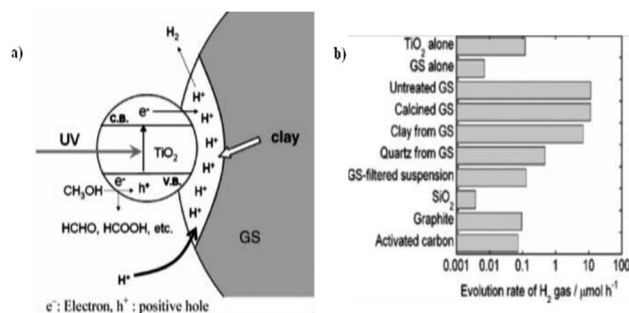 a)
H₂
H⁺
H⁺
H⁺
H⁺
H⁺
H⁺
H⁺
H⁺
C.B. e⁻
UV
TiO₂
clay
CH₃OH
e⁻
h⁺
V.B.
HCHO, HCOOH, etc.
GS
H⁺
e⁻: Electron, h⁺ : positive hole
b)
TiO₂ alone
GS alone
Untreated GS
Calcined GS
Clay from GS
Quartz from GS
GS-filtered suspension
SiO₂
Graphite
Activated carbon
0.001 0.01 0.1 1 10 100
Evolution rate of H₂ gas / μmol h⁻¹